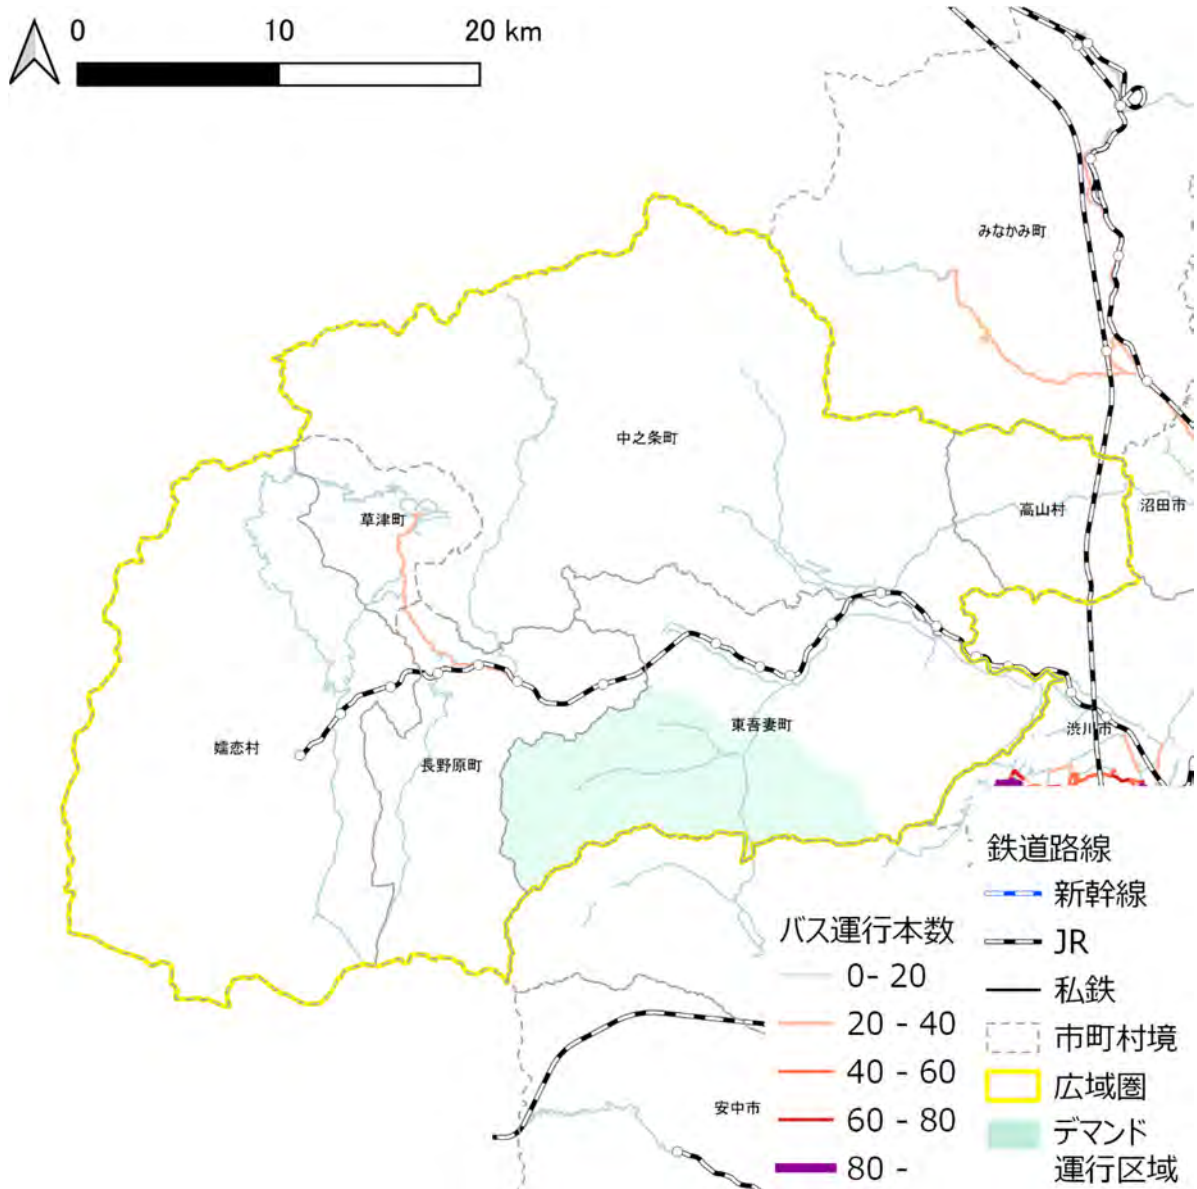 0 10 20 km
みなかみ町
中之条町
草津町
高山村
沼田市
東吾妻町
渋川市
嬬恋村
長野原町
安中市
バス運行本数
0- 20
20 - 40
40 - 60
60 - 80
80 -
鉄道路線
新幹線
JR
私鉄
市町村境
広域圏
デマンド
運行区域